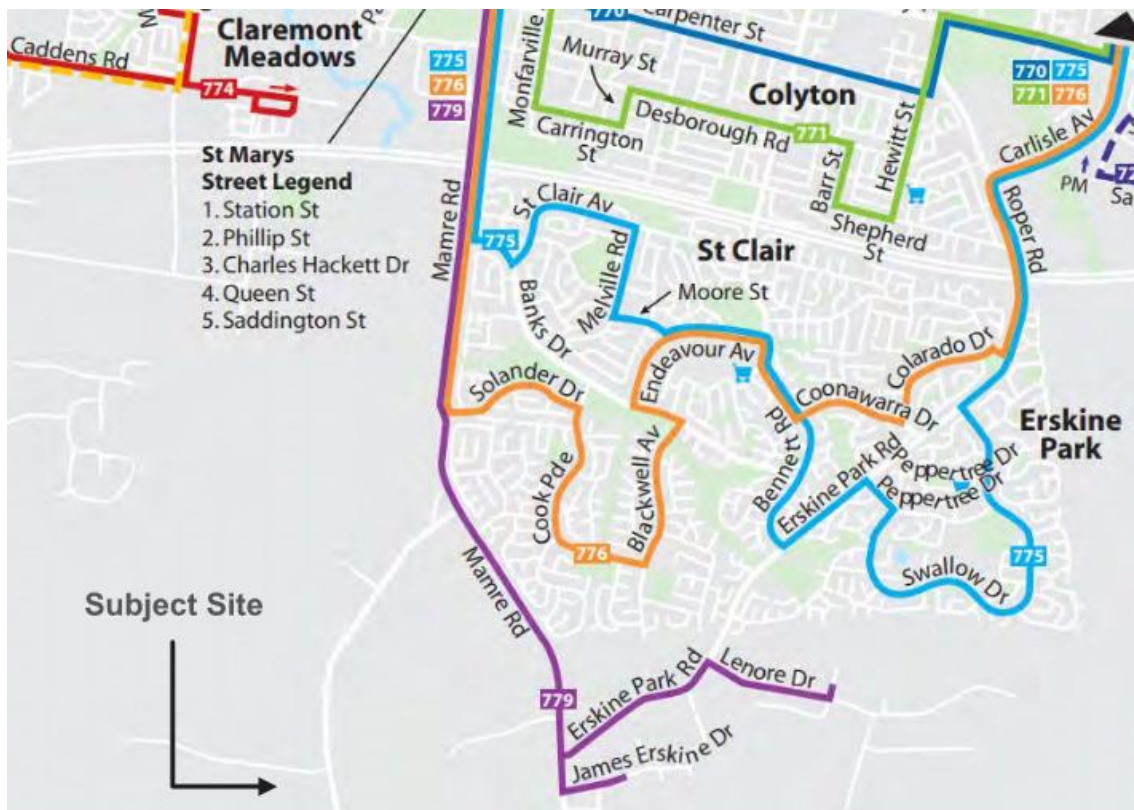 770
Carpenter St
Caddens Rd
Claremont
Meadows
774
775
776
779
Monfarville
Murray St
Colyton
Desborough Rd
771
Carrington
St
Barr St
Hewitt St
Shepherd
St
770 775
771 776
Carlisle Av
PM
Roper Rd
St Marys
Street Legend
1. Station St
2. Phillip St
3. Charles Hackett Dr
4. Queen St
5. Saddington St
Mamre Rd
775
St Clair Av
St Clair
Melville Rd
Moore St
Banks Dr
Endeavour Av
Solander Dr
Colarado Dr
Coonawarra Dr
Erskine
Park
Bennett Rd
Erskine Park Rd
Peppertree Dr
Peppertree Dr
Cook Pde
Blackwell Av
776
775
Swallow Dr
Mamre Rd
Subject Site
779
Erskine Park Rd
Lenore Dr
James Erskine Dr